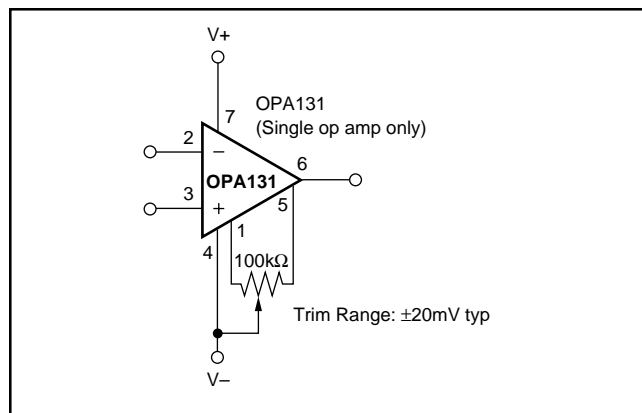 V+
7
OPA131
(Single op amp only)
2
–
6
OPA131
3
+
5
1
4
100kΩ
Trim Range: ±20mV typ
V–